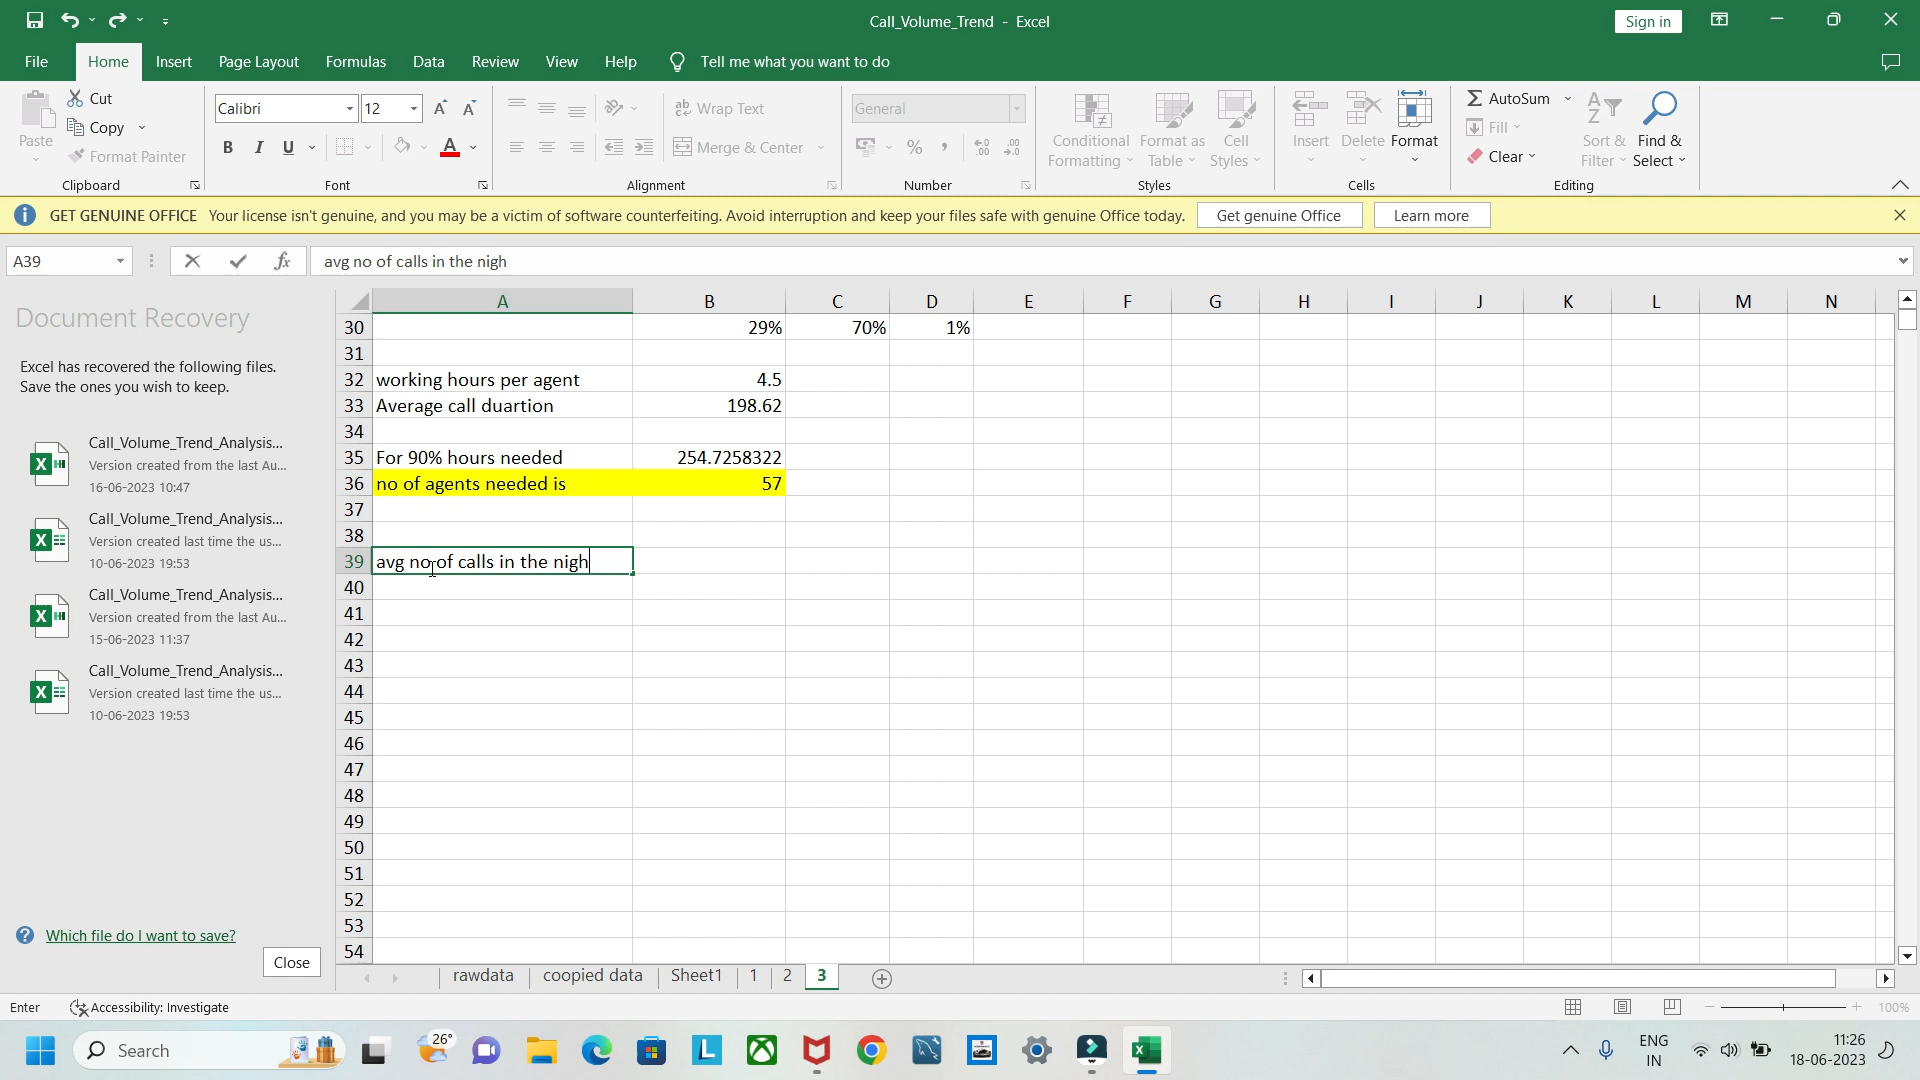 Call_Volume_Trend - Excel
Sign in
File Home Insert Page Layout Formulas Data Review View Help Tell me what you want to do
Paste
Cut
Copy
Format Painter
Clipboard
Calibri 12
B I U
Font
Wrap Text
Merge & Center
Alignment
General
Number
Conditional Formatting
Format as Table
Cell Styles
Styles
Insert
Delete
Format
Cells
AutoSum
Fill
Clear
Sort & Filter
Find & Select
Editing
GET GENUINE OFFICE Your license isn't genuine, and you may be a victim of software counterfeiting. Avoid interruption and keep your files safe with genuine Office today. Get genuine Office Learn more
A39 fx avg no of calls in the nigh
Document Recovery
Excel has recovered the following files.
Save the ones you wish to keep.
Call_Volume_Trend_Analysis...
Version created from the last Au...
16-06-2023 10:47
Call_Volume_Trend_Analysis...
Version created last time the us...
10-06-2023 19:53
Call_Volume_Trend_Analysis...
Version created from the last Au...
15-06-2023 11:37
Call_Volume_Trend_Analysis...
Version created last time the us...
10-06-2023 19:53
Which file do I want to save?
Close
A B C D E F G H I J K L M N
30 29% 70% 1%
31
32 working hours per agent 4.5
33 Average call duartion 198.62
34
35 For 90% hours needed 254.7258322
36 no of agents needed is 57
37
38
39 avg no of calls in the nigh
40
41
42
43
44
45
46
47
48
49
50
51
52
53
54
rawdata coopied data Sheet1 1 2 3
Enter Accessibility: Investigate 100%
Search
26°
ENG
IN
11:26
18-06-2023